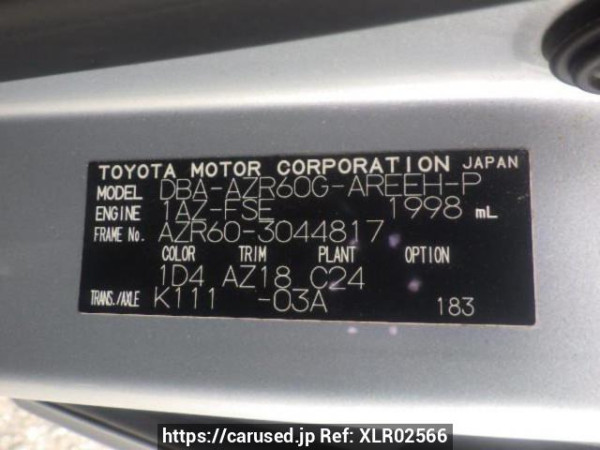 TOYOTA MOTOR CORPORATION JAPAN
MODEL DBA-AZR60G-AREEH-P
ENGINE 1AZ-FSE 1998 mL
FRAME No. AZR60-3044817
COLOR TRIM PLANT OPTION
1D4 AZ18 C24
TRANS./AXLE K111 -03A 183
https://carused.jp Ref: XLR02566